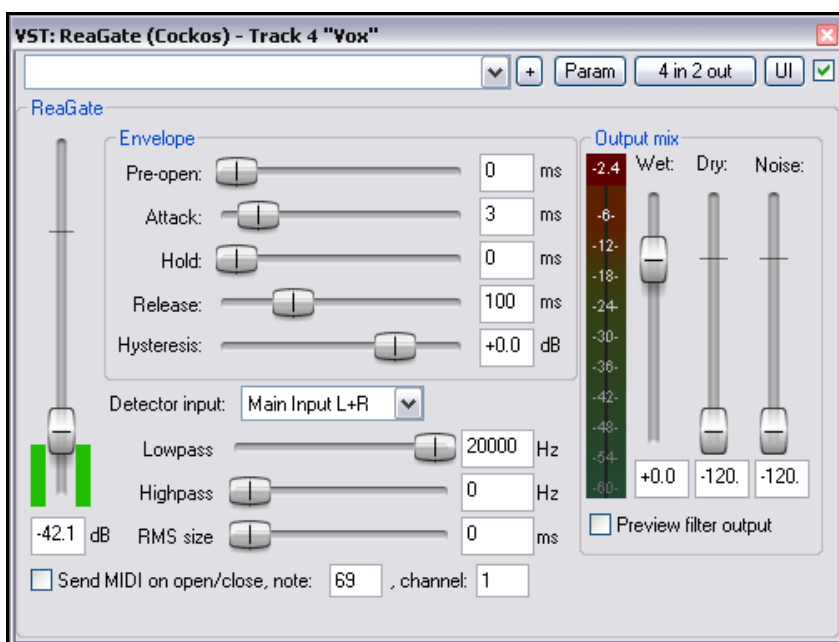 VST: ReaGate (Cockos) - Track 4 "Vox"
+ Param 4 in 2 out UI
ReaGate
Envelope
Pre-open: 0 ms
Attack: 3 ms
Hold: 0 ms
Release: 100 ms
Hysteresis: +0.0 dB
Detector input: Main Input L+R
Lowpass 20000 Hz
Highpass 0 Hz
-42.1 dB RMS size 0 ms
Send MIDI on open/close, note: 69 , channel: 1
Output mix
Wet: Dry: Noise:
-2.4
-6-
-12-
-18-
-24-
-30-
-36-
-42-
-48-
-54-
-60-
+0.0 -120. -120.
Preview filter output